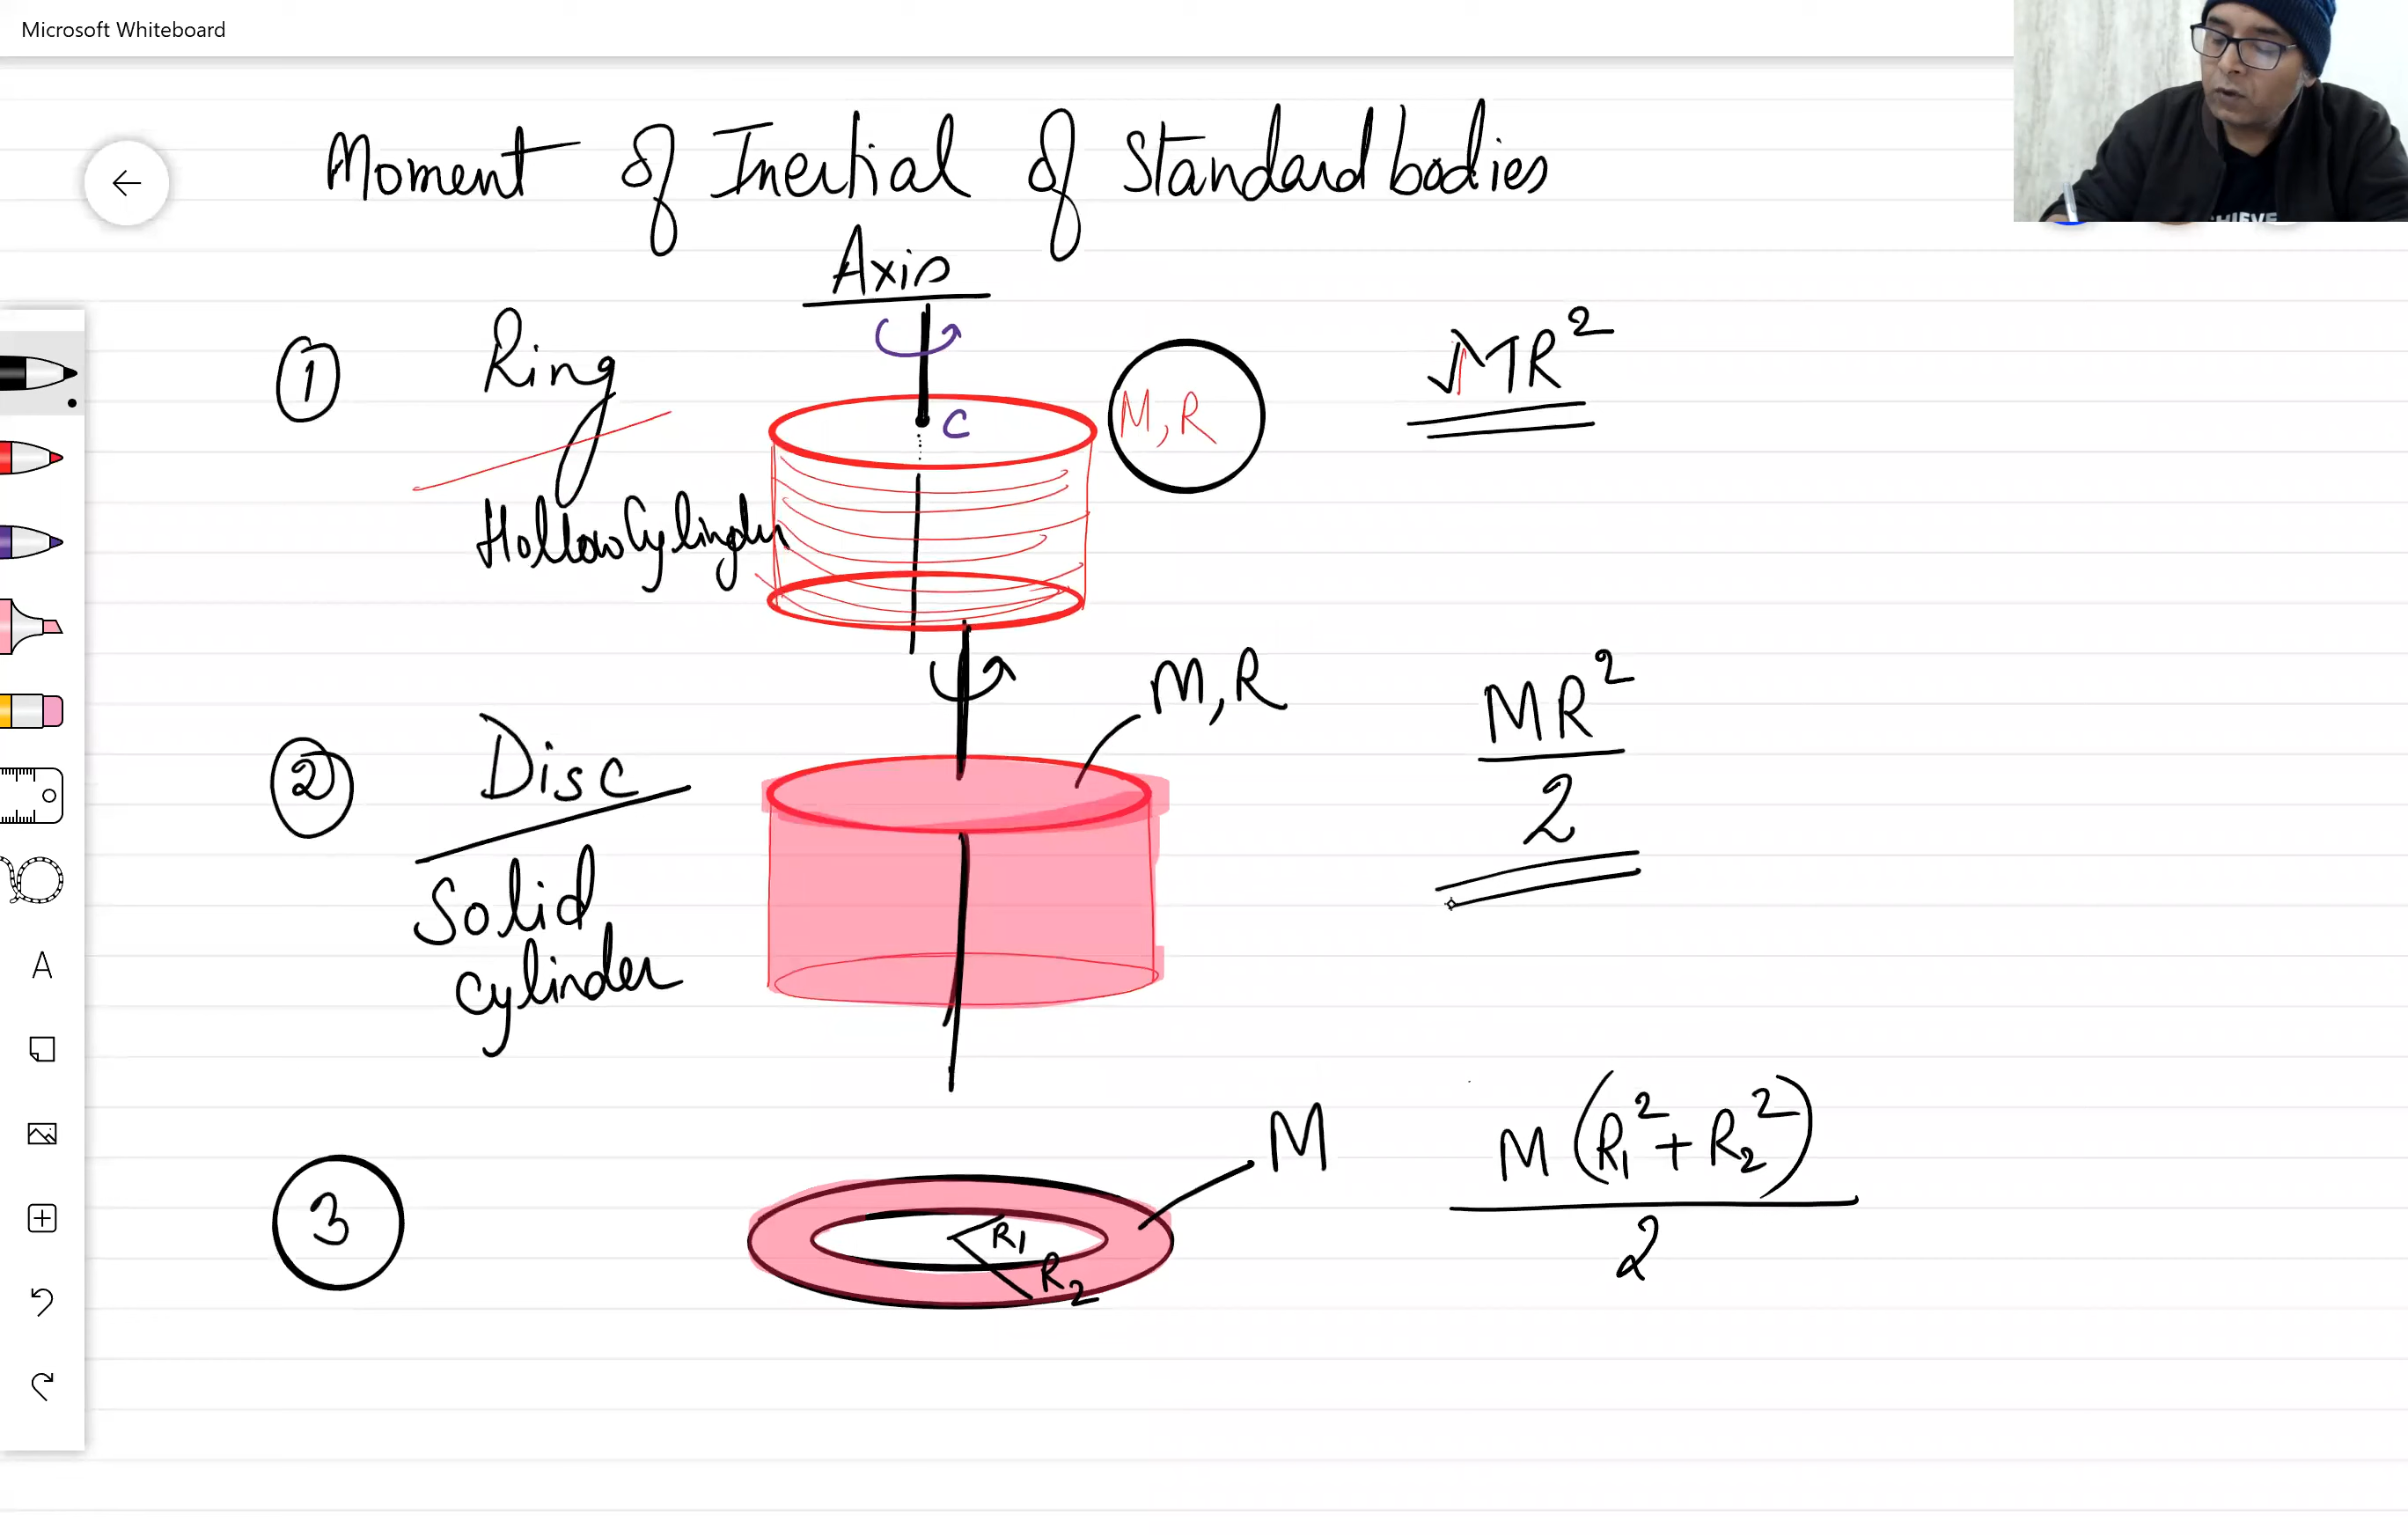 Microsoft Whiteboard
Moment of Inertial of Standard bodies
Axis
1 Ring
C
M, R
MR²
Hollow Cylinder
M, R
2 Disc
MR²
2
Solid
cylinder
3
M
R₁
R₂
M(R₁² + R₂²)
2
A